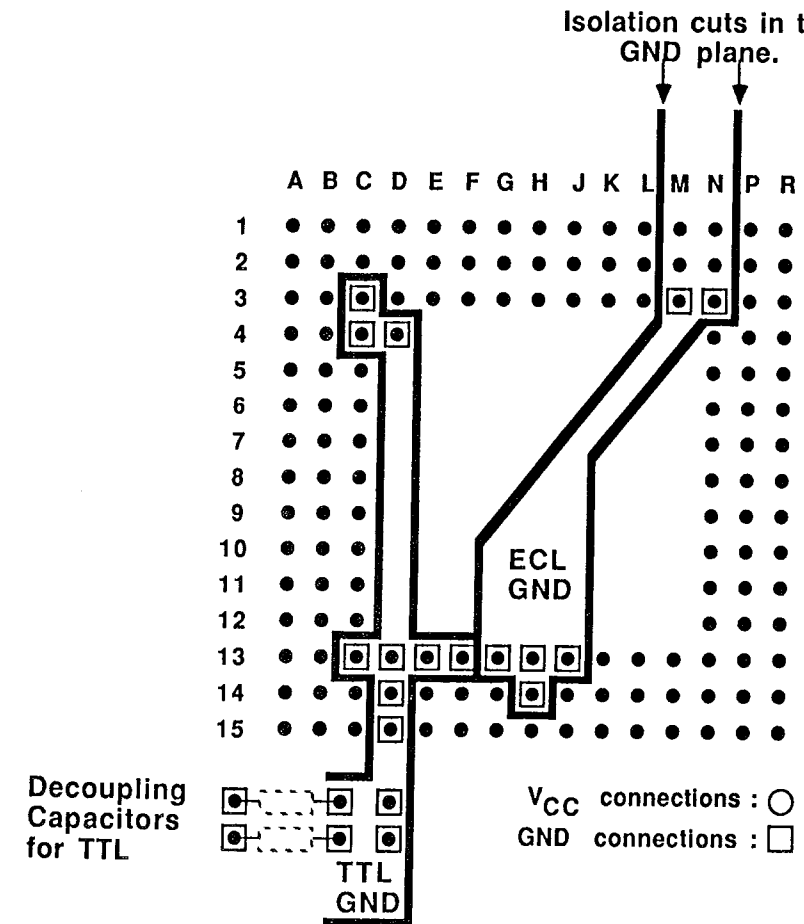 Isolation cuts in t
GND plane.
A B C D E F G H J K L M N P R
1
2
3
4
5
6
7
8
9
10
11
12
13
14
15
ECL
GND
Decoupling
Capacitors
for TTL
TTL
GND
VCC connections :
GND connections :